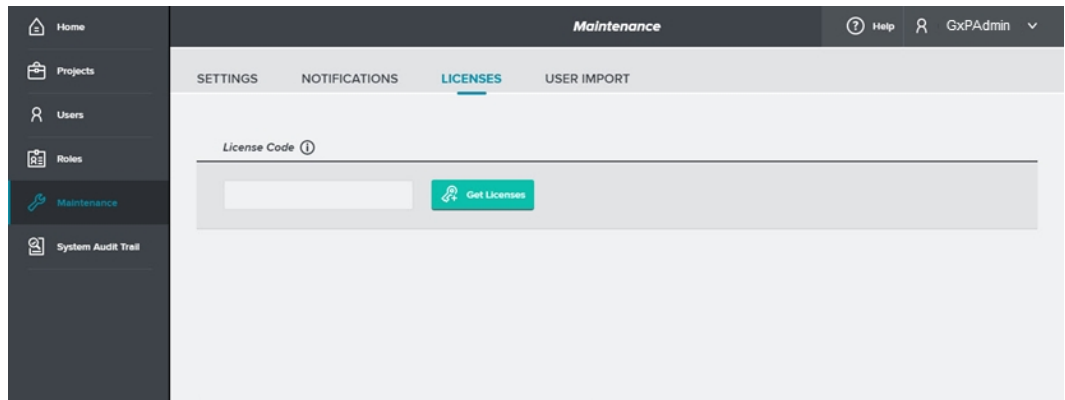 Home
Maintenance
Help
GxPAdmin
Projects
Users
Roles
Maintenance
System Audit Trail
SETTINGS NOTIFICATIONS LICENSES USER IMPORT
License Code
Get Licenses